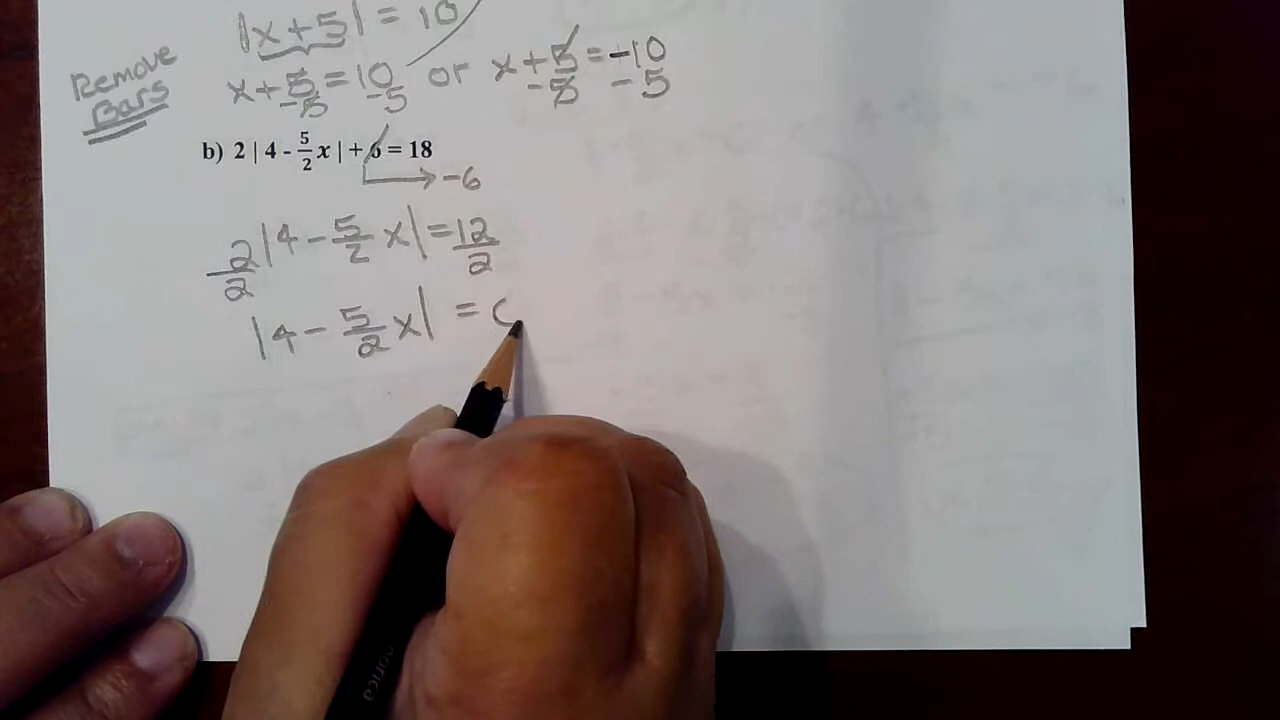 |x + 5| = 10
Remove Bars
x + 5 = 10 or x + 5 = -10
-5 -5 -5 -5
b) 2 | 4 - 5/2 x | + 6 = 18
-6
2|4 - 5/2 x| = 12
2 2
|4 - 5/2 x| =